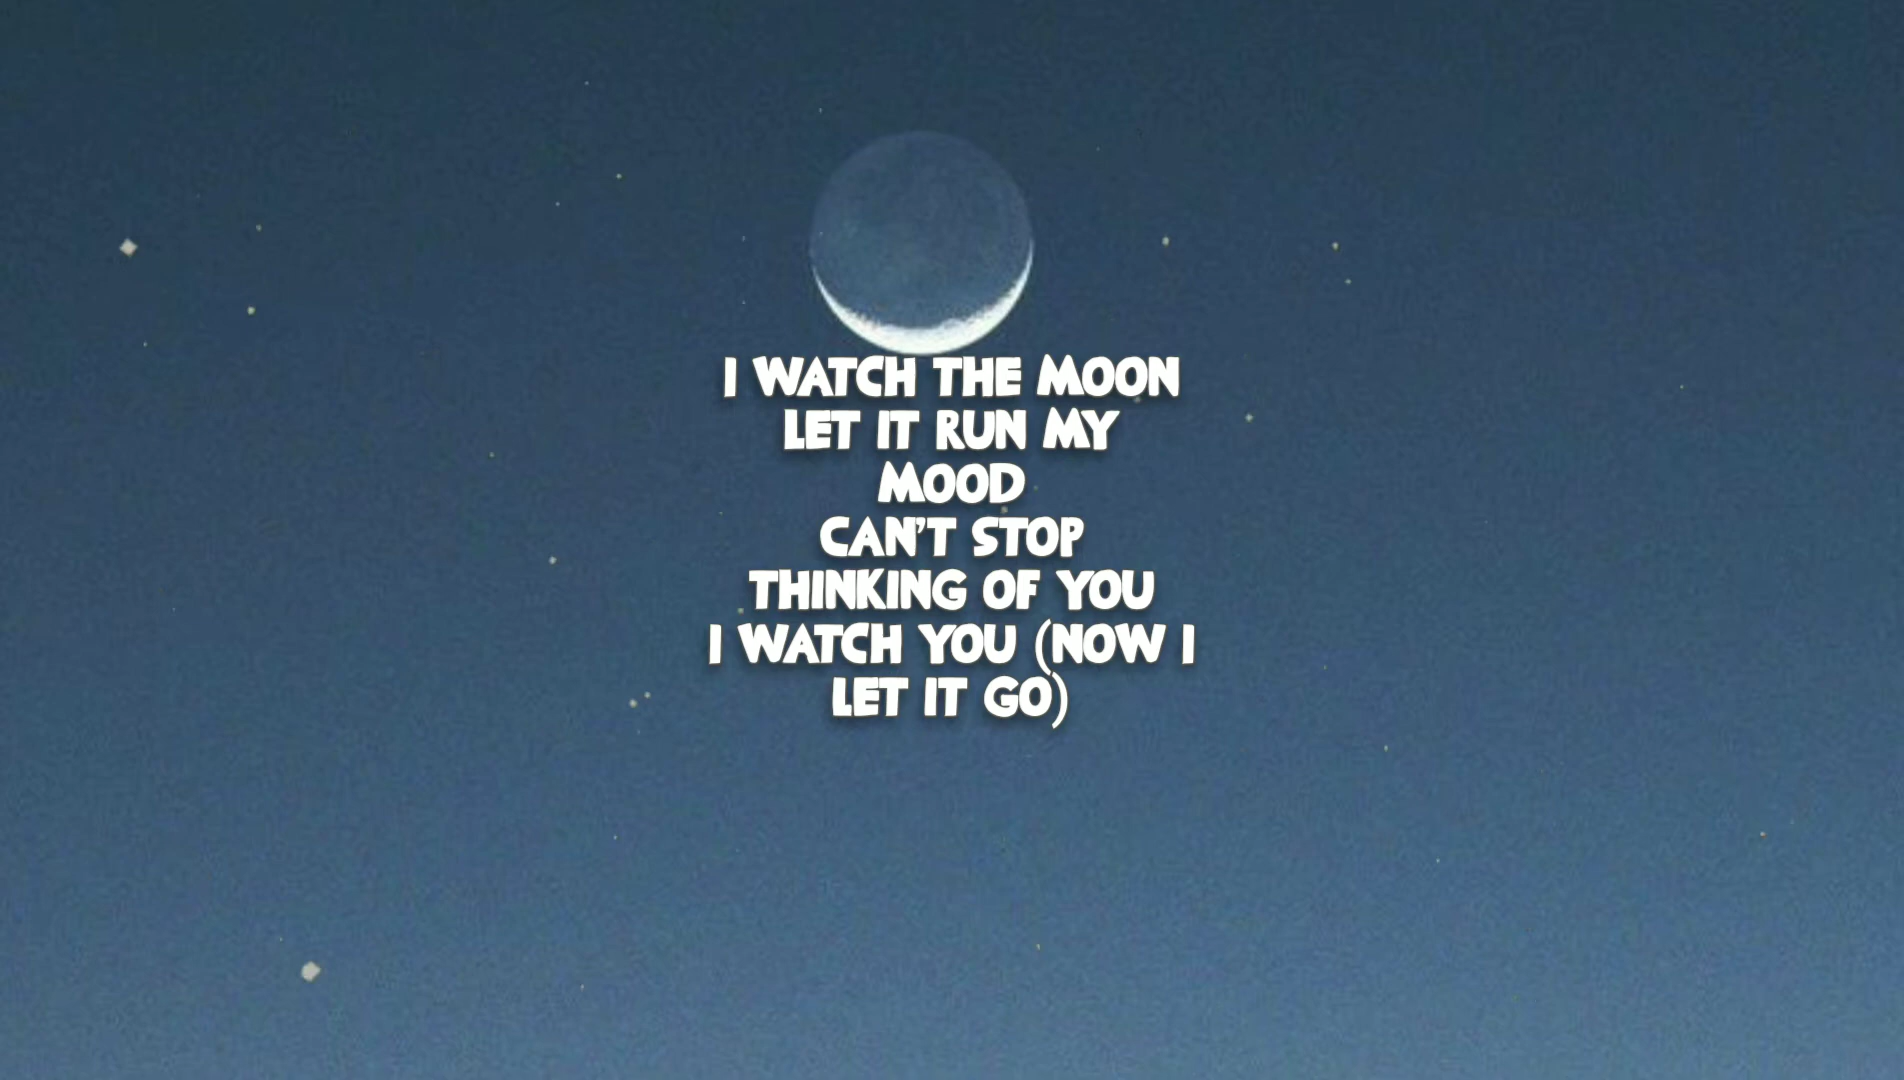 I WATCH THE MOON
LET IT RUN MY
MOOD
CAN'T STOP
THINKING OF YOU
I WATCH YOU (NOW I
LET IT GO)